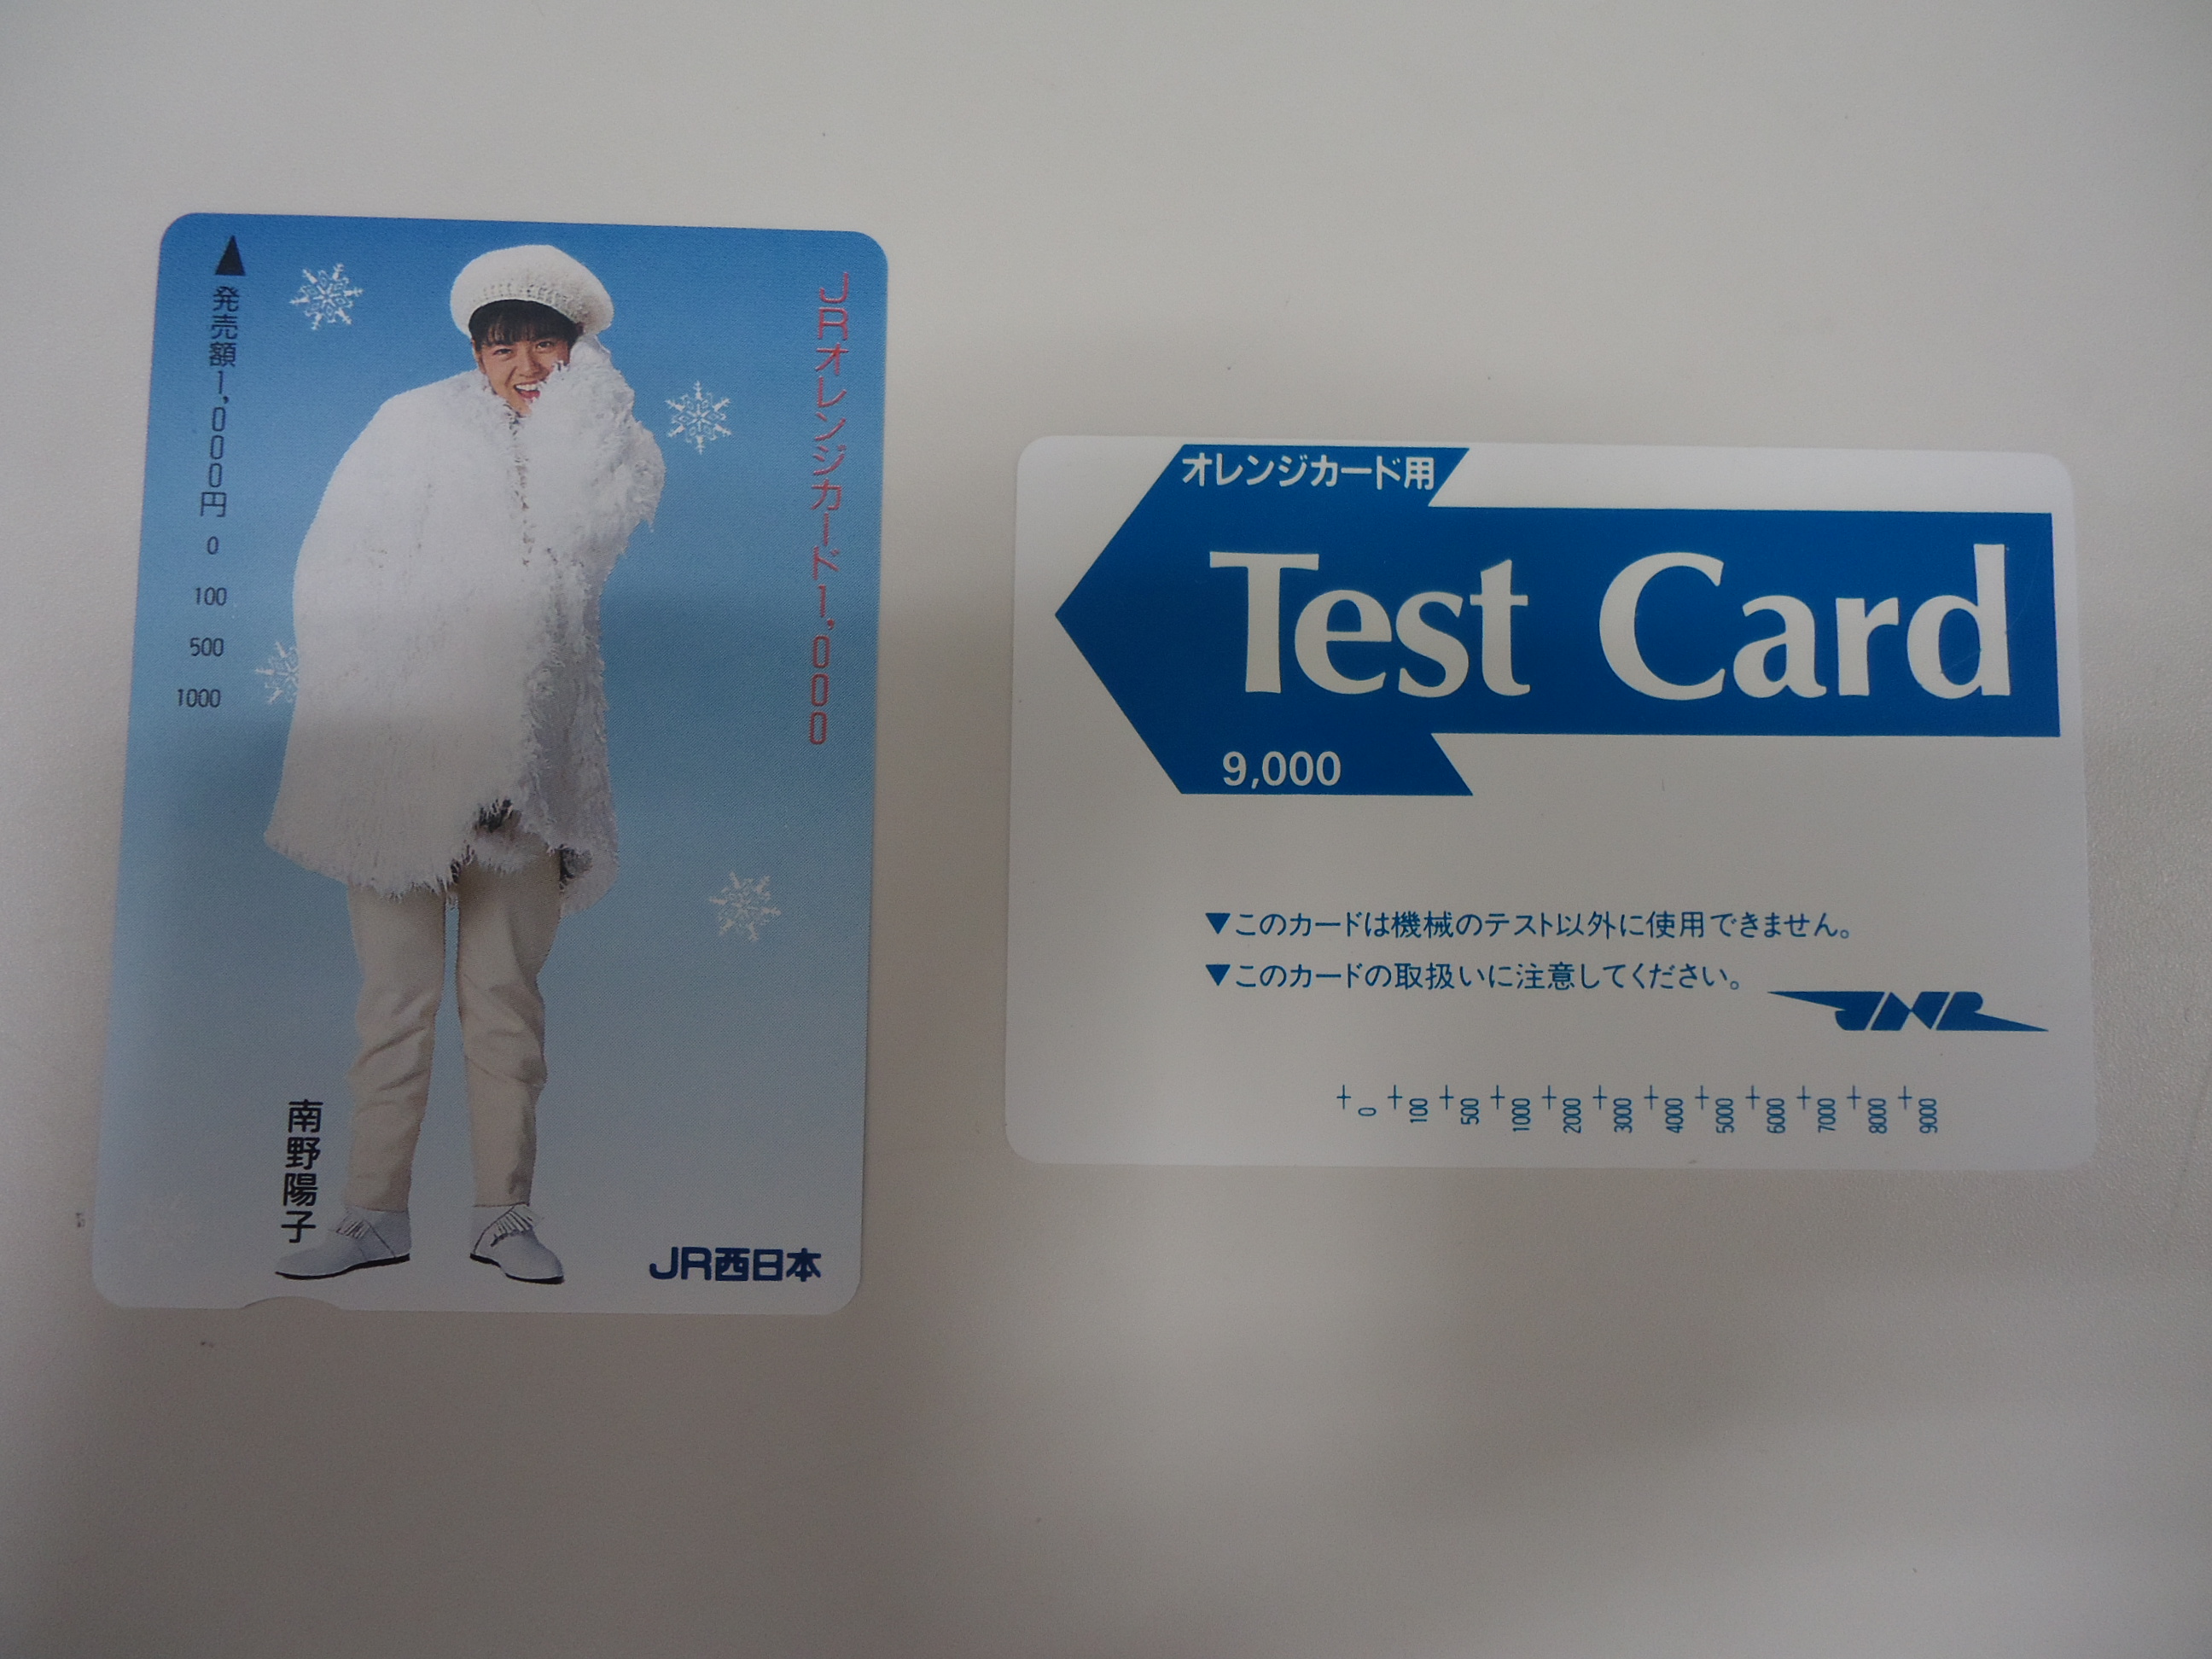 発売額1,000円
0
100
500
1000
JRオレンジカード1,000
南野陽子
JR西日本
オレンジカード用
Test Card
9,000
▼このカードは機械のテスト以外に使用できません。
▼このカードの取扱いに注意してください。
JNR
0 100 500 1000 2000 3000 4000 5000 6000 7000 8000 9000